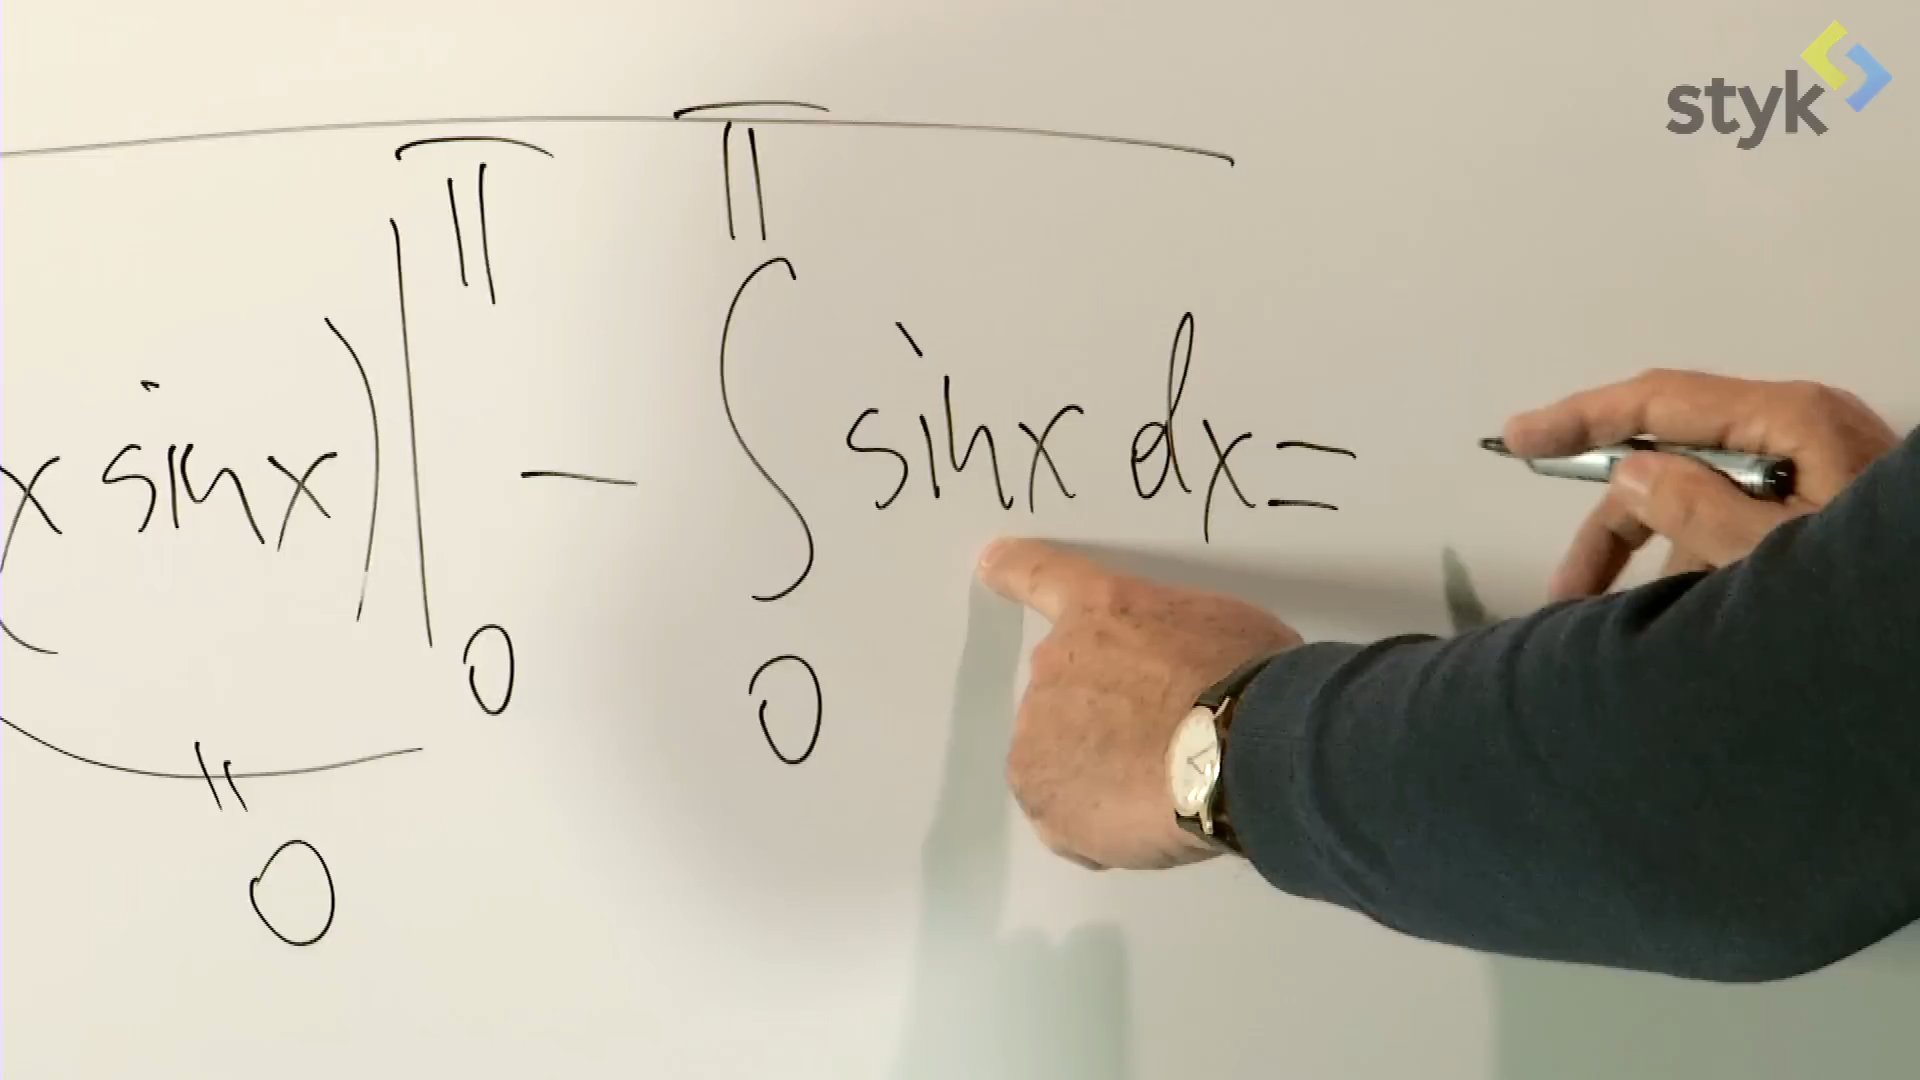 styk
x sin x) |₀^π − ∫₀^π sin x dx =
"
0